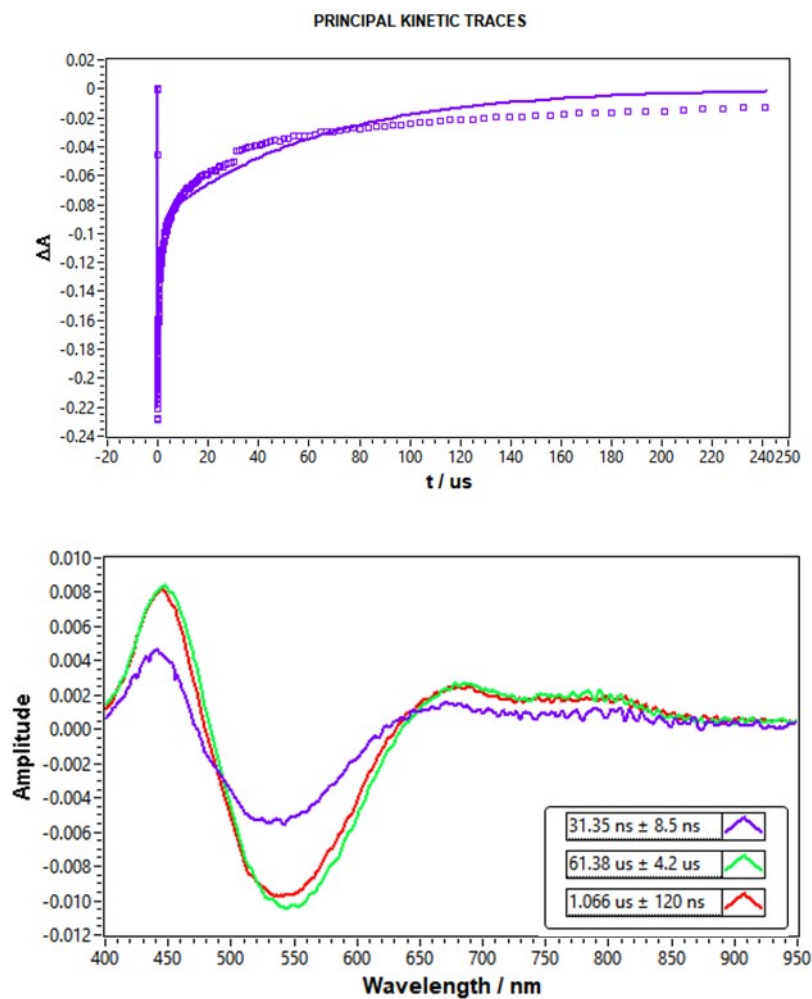 PRINCIPAL KINETIC TRACES
0.02
0
-0.02
-0.04
-0.06
-0.08
-0.1
-0.12
-0.14
-0.16
-0.18
-0.2
-0.22
-0.24
ΔA
-20 0 20 40 60 80 100 120 140 160 180 200 220 240 250
t / us
0.010
0.008
0.006
0.004
0.002
0.000
-0.002
-0.004
-0.006
-0.008
-0.010
-0.012
Amplitude
31.35 ns ± 8.5 ns
61.38 us ± 4.2 us
1.066 us ± 120 ns
400 450 500 550 600 650 700 750 800 850 900 950
Wavelength / nm